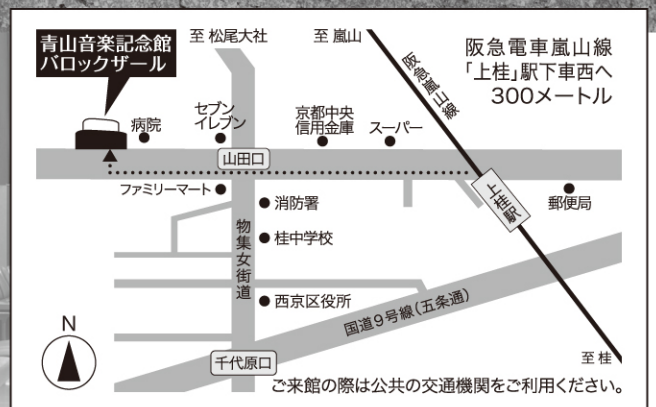 青山音楽記念館
バロックザール
至 松尾大社
至 嵐山
阪急嵐山線
阪急電車嵐山線
「上桂」駅下車西へ
300メートル
病院
セブン
イレブン
京都中央
信用金庫
スーパー
山田口
ファミリーマート
消防署
上桂駅
郵便局
物集女街道
桂中学校
西京区役所
国道9号線(五条通)
N
千代原口
至 桂
ご来館の際は公共の交通機関をご利用ください。